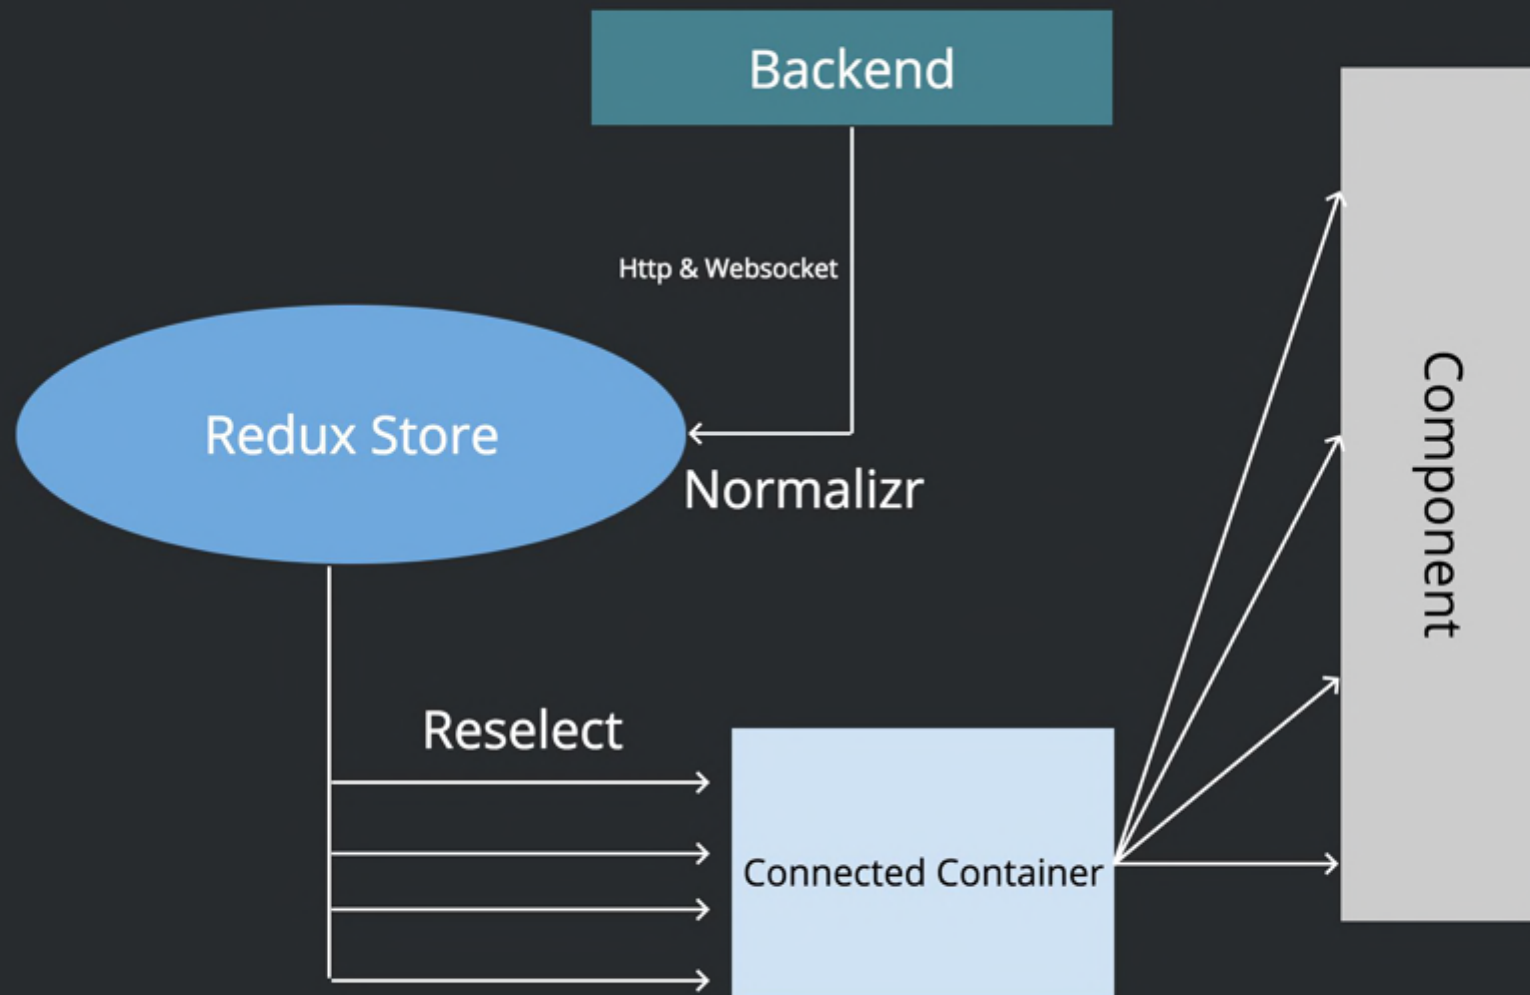 Backend
Http & Websocket
Redux Store
Normalizr
Component
Reselect
Connected Container